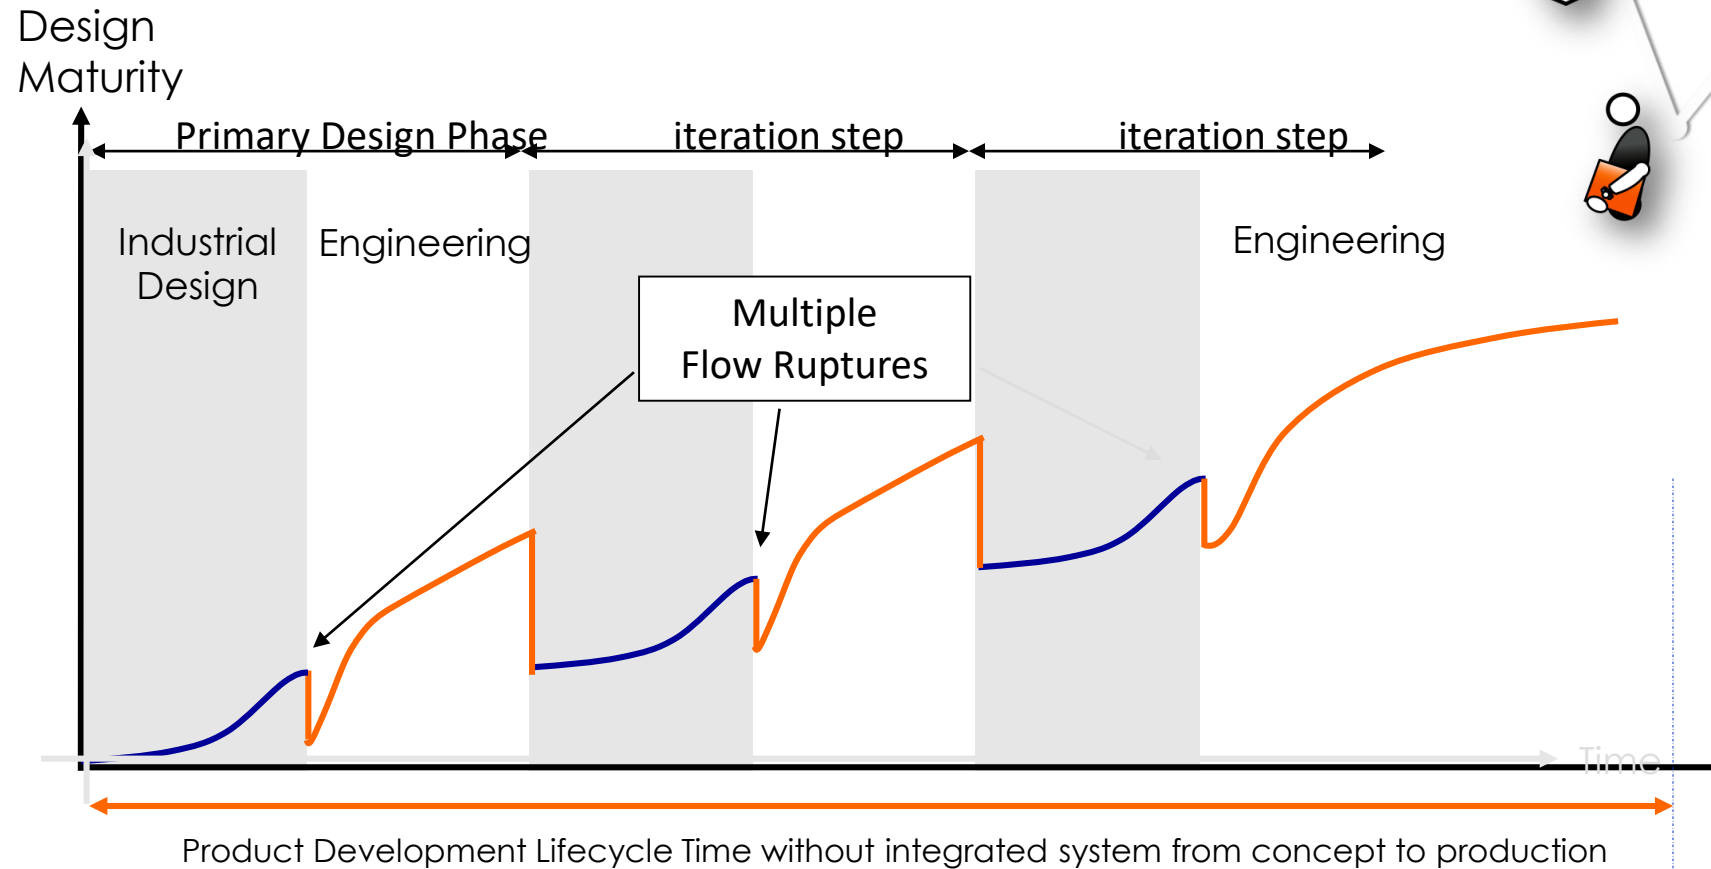 Design
Maturity
Primary Design Phase
iteration step
iteration step
Industrial
Design
Engineering
Engineering
Multiple
Flow Ruptures
Time
Product Development Lifecycle Time without integrated system from concept to production